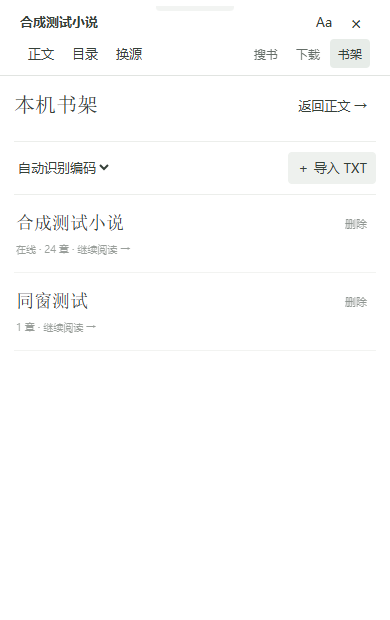 合成测试小说 Aa ×
正文 目录 换源 搜书 下载 书架
本机书架 返回正文 →
自动识别编码 + 导入 TXT
合成测试小说 删除
在线 · 24 章 · 继续阅读 →
同窗测试 删除
1 章 · 继续阅读 →